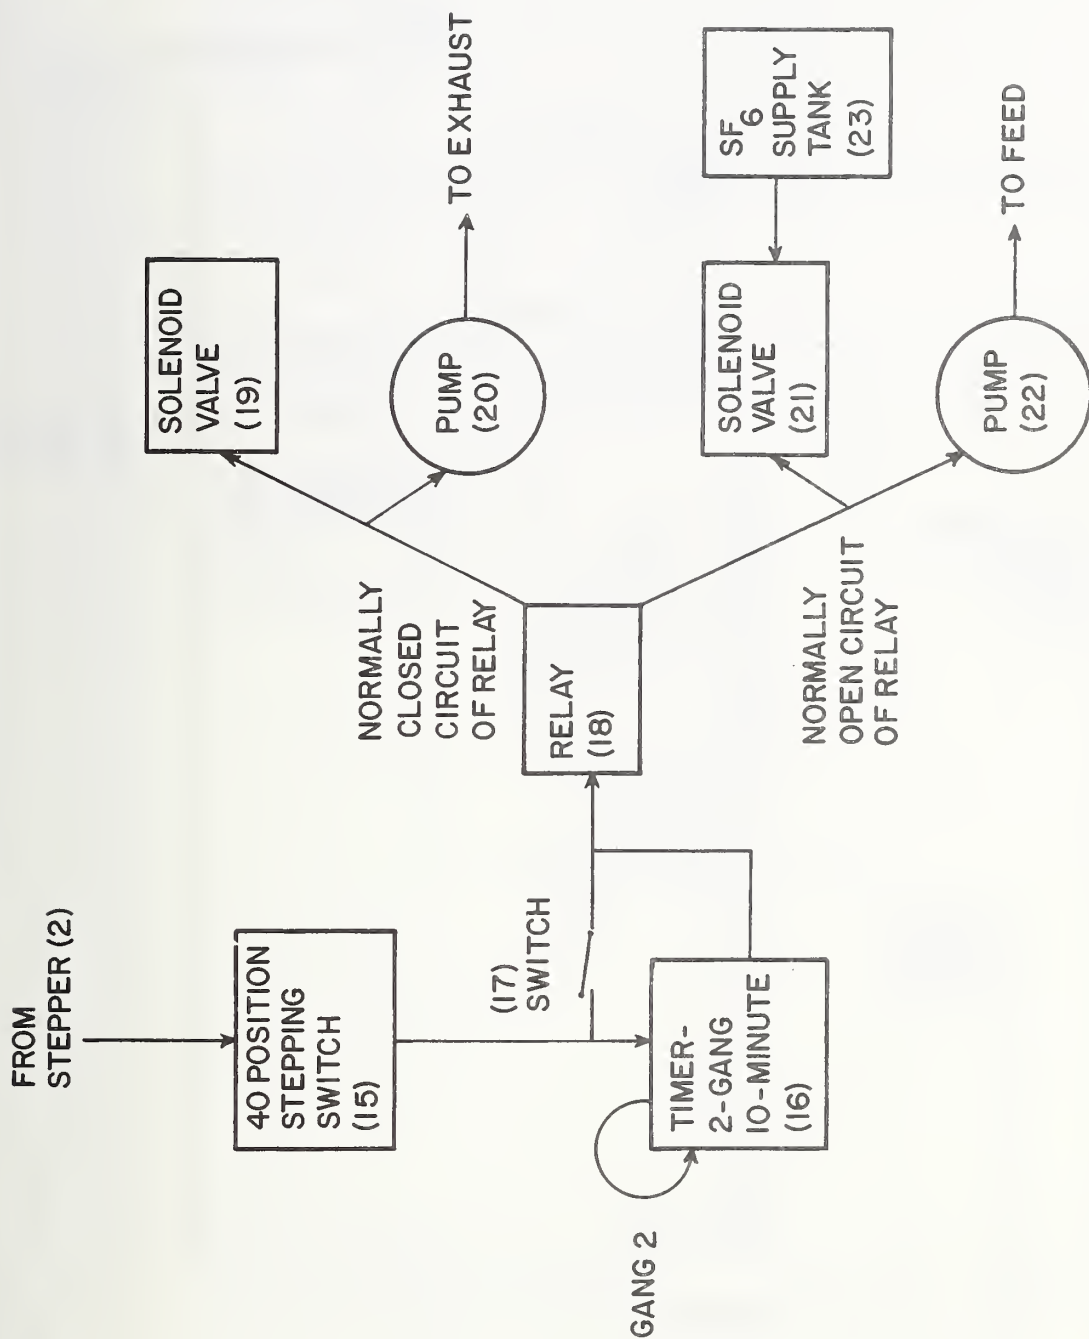 FROM
STEPPER (2)
40 POSITION
STEPPING
SWITCH
(15)
(17)
SWITCH
TIMER-
2-GANG
10-MINUTE
(16)
GANG 2
RELAY
(18)
NORMALLY
CLOSED
CIRCUIT
OF RELAY
SOLENOID
VALVE
(19)
PUMP
(20)
TO EXHAUST
NORMALLY
OPEN CIRCUIT
OF RELAY
SOLENOID
VALVE
(21)
SF6
SUPPLY
TANK
(23)
PUMP
(22)
TO FEED